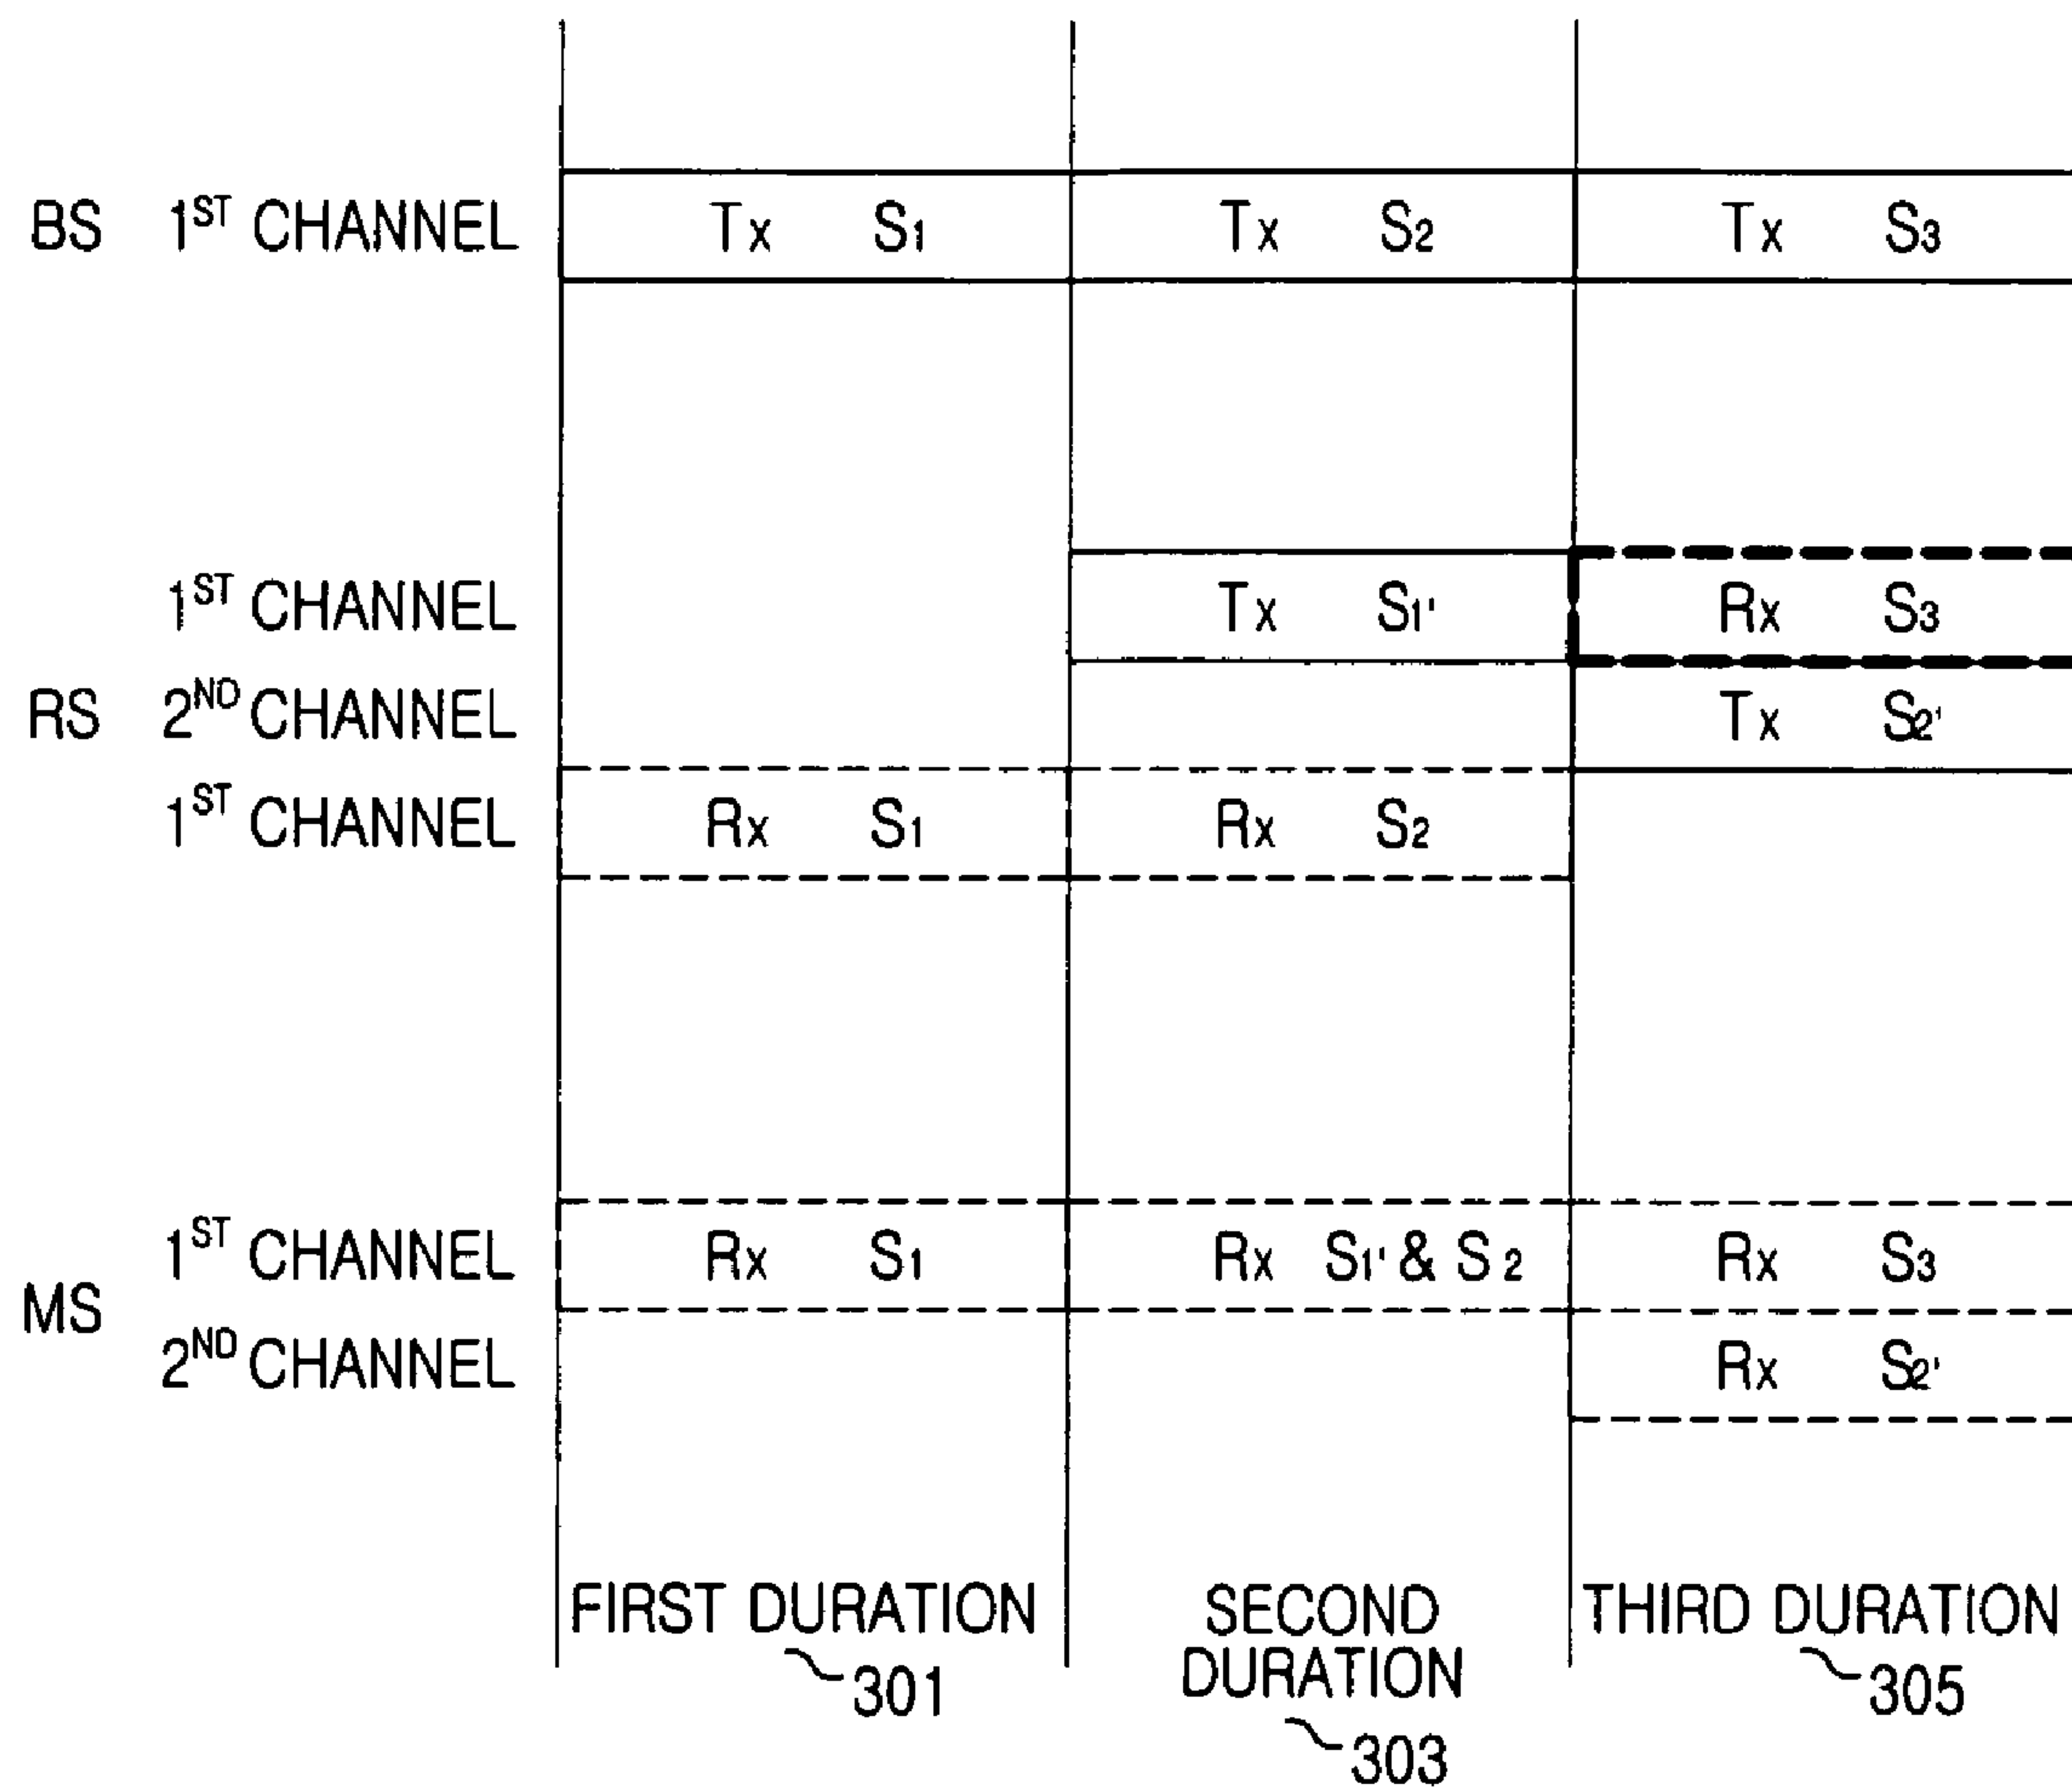 BS 1ST CHANNEL Tx S1 Tx S2 Tx S3
1ST CHANNEL Tx S1' Rx S3
RS 2ND CHANNEL Tx S2'
1ST CHANNEL Rx S1 Rx S2
1ST CHANNEL Rx S1 Rx S1' & S2 Rx S3
MS
2ND CHANNEL Rx S2'
FIRST DURATION
301
SECOND
DURATION
303
THIRD DURATION
305